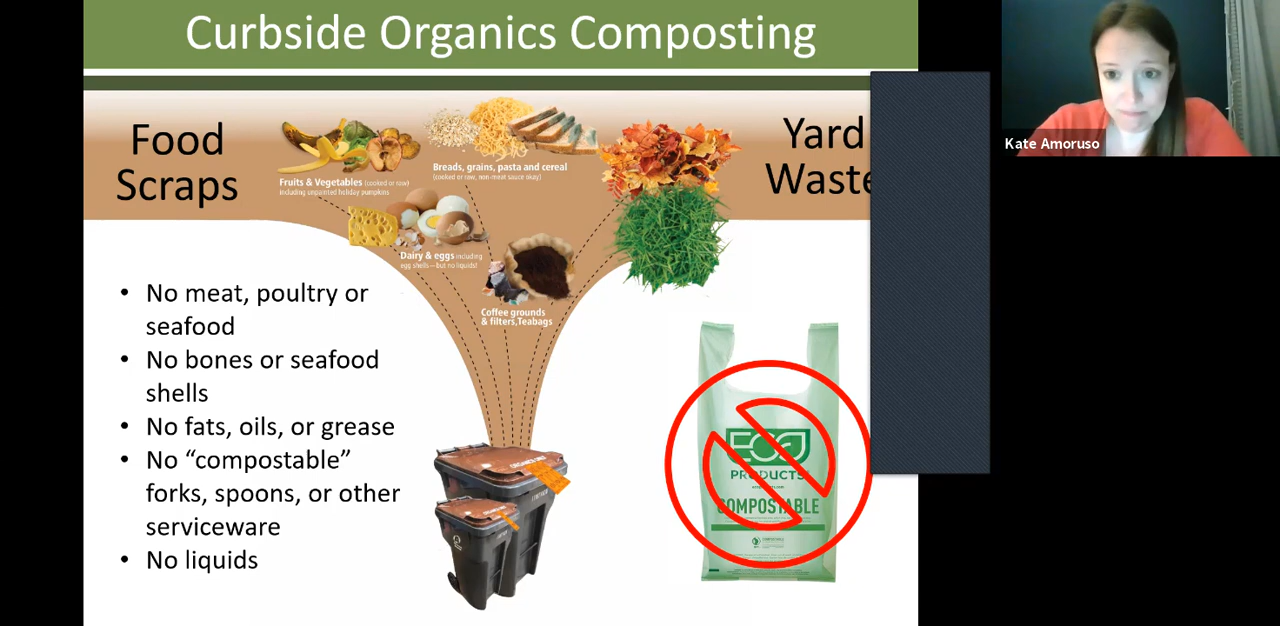 Curbside Organics Composting
Food
Scraps
Fruits & Vegetables (cooked or raw)
including unpainted holiday pumpkins
Breads, grains, pasta and cereal
(cooked or raw, non-meat sauce okay)
Yard
Waste
Kate Amoruso
Dairy & eggs including
egg shells—but no liquids!
Coffee grounds
& filters, Teabags
• No meat, poultry or
seafood
• No bones or seafood
shells
• No fats, oils, or grease
• No “compostable”
forks, spoons, or other
serviceware
• No liquids
ECO
PRODUCTS
COMPOSTABLE